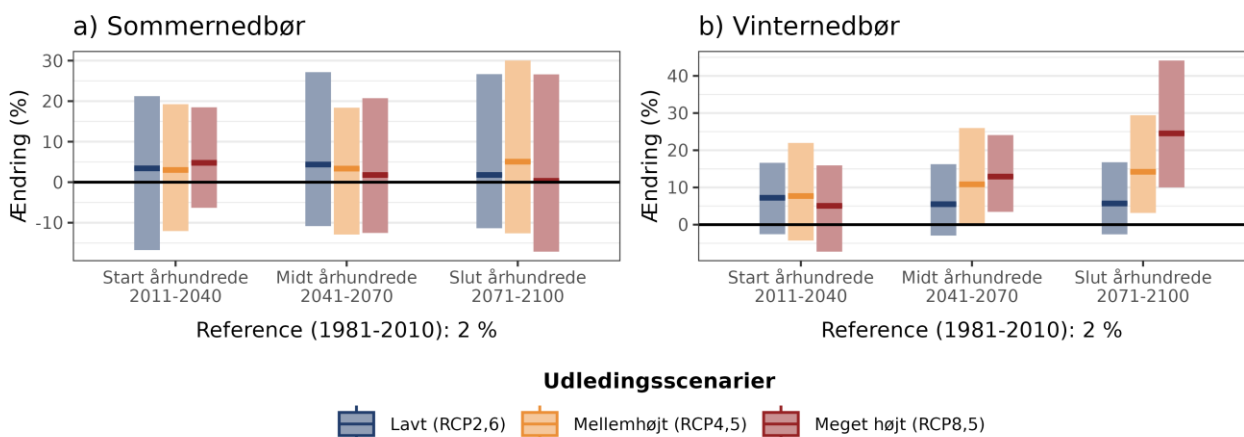 a) Sommernedbør
b) Vinternedbør
Ændring (%)
30
20
10
0
-10
Start århundrede
2011-2040
Midt århundrede
2041-2070
Slut århundrede
2071-2100
Reference (1981-2010): 2 %
Ændring (%)
40
30
20
10
0
Start århundrede
2011-2040
Midt århundrede
2041-2070
Slut århundrede
2071-2100
Reference (1981-2010): 2 %
Udledingsscenarier
Lavt (RCP2,6)
Mellemhøjt (RCP4,5)
Meget højt (RCP8,5)